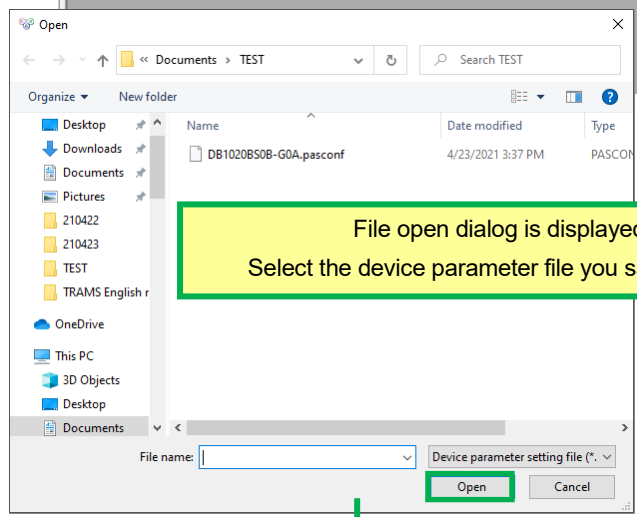 Open
« Documents › TEST
Search TEST
Organize
New folder
Name
Date modified
Type
Desktop
DB1020BS0B-G0A.pasconf
4/23/2021 3:37 PM
PASCON
Downloads
Documents
Pictures
210422
210423
TEST
TRAMS English r
File open dialog is displayed
Select the device parameter file you s
OneDrive
This PC
3D Objects
Desktop
Documents
File name:
Device parameter setting file (*.
Open
Cancel